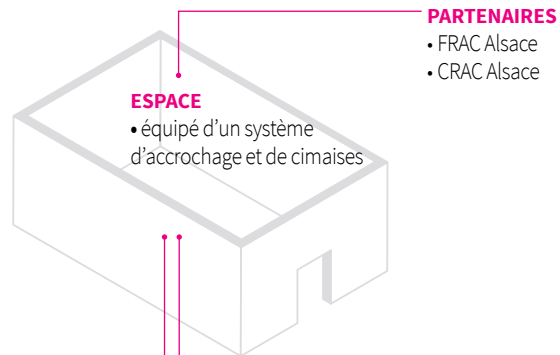 PARTENAIRES
• FRAC Alsace
• CRAC Alsace
ESPACE
• équipé d’un système
d’accrochage et de cimaises